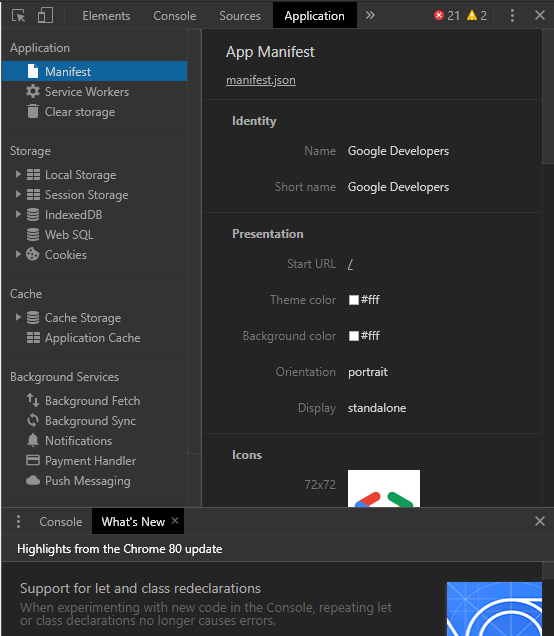 Elements Console Sources Application » 21 2
Application
Manifest
Service Workers
Clear storage
Storage
Local Storage
Session Storage
IndexedDB
Web SQL
Cookies
Cache
Cache Storage
Application Cache
Background Services
Background Fetch
Background Sync
Notifications
Payment Handler
Push Messaging
App Manifest
manifest.json
Identity
Name Google Developers
Short name Google Developers
Presentation
Start URL /
Theme color #fff
Background color #fff
Orientation portrait
Display standalone
Icons
72x72
Console What's New ×
Highlights from the Chrome 80 update
Support for let and class redeclarations
When experimenting with new code in the Console, repeating let
or class declarations no longer causes errors.